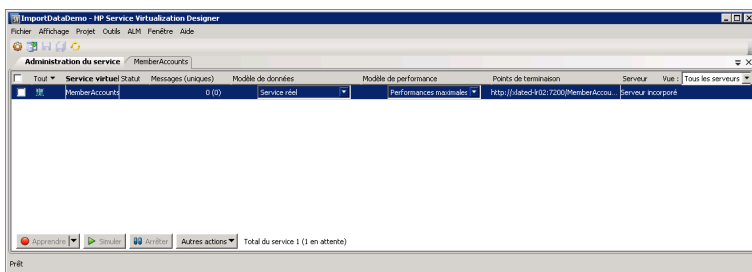 ImportDataDemo - HP Service Virtualization Designer
Fichier Affichage Projet Outils ALM Fenêtre Aide
Administration du service MemberAccounts
Tout Service virtuel Statut Messages (uniques) Modèle de données Modèle de performance Points de terminaison Serveur Vue : Tous les serveurs
MemberAccounts 0 (0) Service réel Performances maximales http://xlated-lr02:7200/MemberAccou... Serveur incorporé
Apprendre Simuler Arrêter Autres actions Total du service 1 (1 en attente)
Prêt